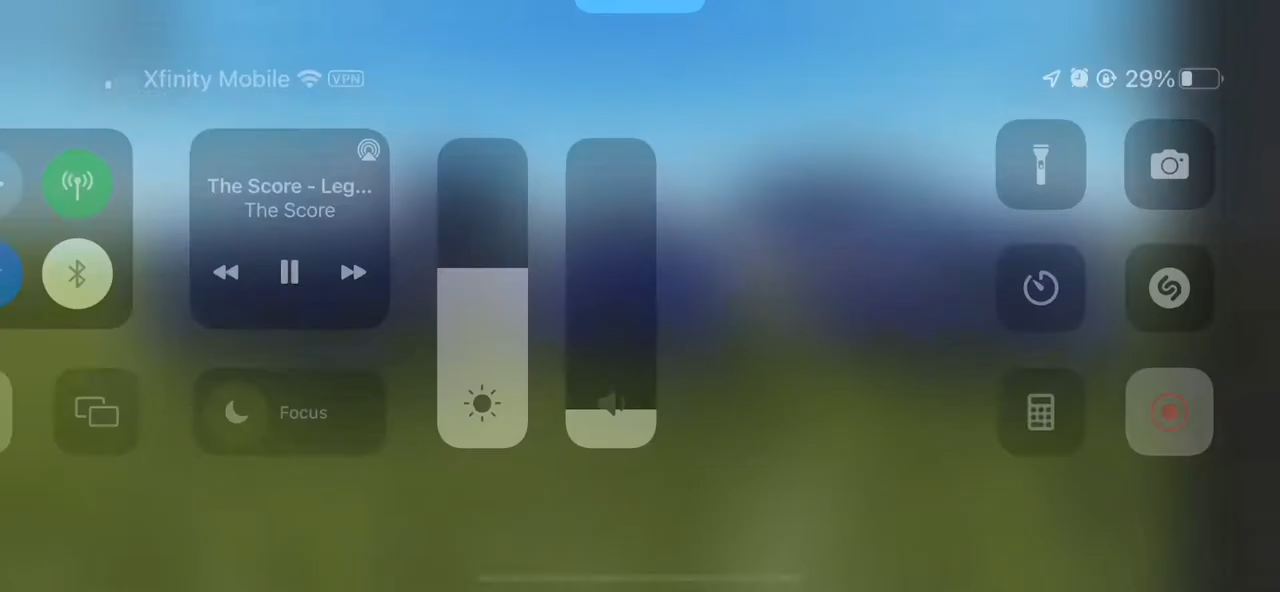 Xfinity Mobile VPN
29%
The Score - Leg...
The Score
Focus